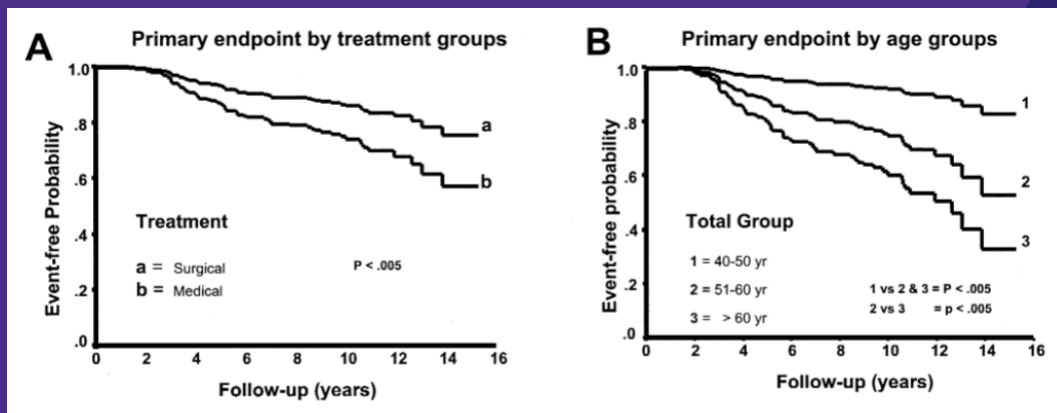 A
Primary endpoint by treatment groups
Event-free Probability
1.0
.8
.6
.4
.2
.0
a
b
Treatment
a = Surgical
b = Medical
P < .005
0 2 4 6 8 10 12 14 16
Follow-up (years)
B
Primary endpoint by age groups
Event-free probability
1.0
.8
.6
.4
.2
.0
1
2
3
Total Group
1 = 40-50 yr
2 = 51-60 yr
3 = > 60 yr
1 vs 2 & 3 = P < .005
2 vs 3 = p < .005
0 2 4 6 8 10 12 14 16
Follow-up (years)